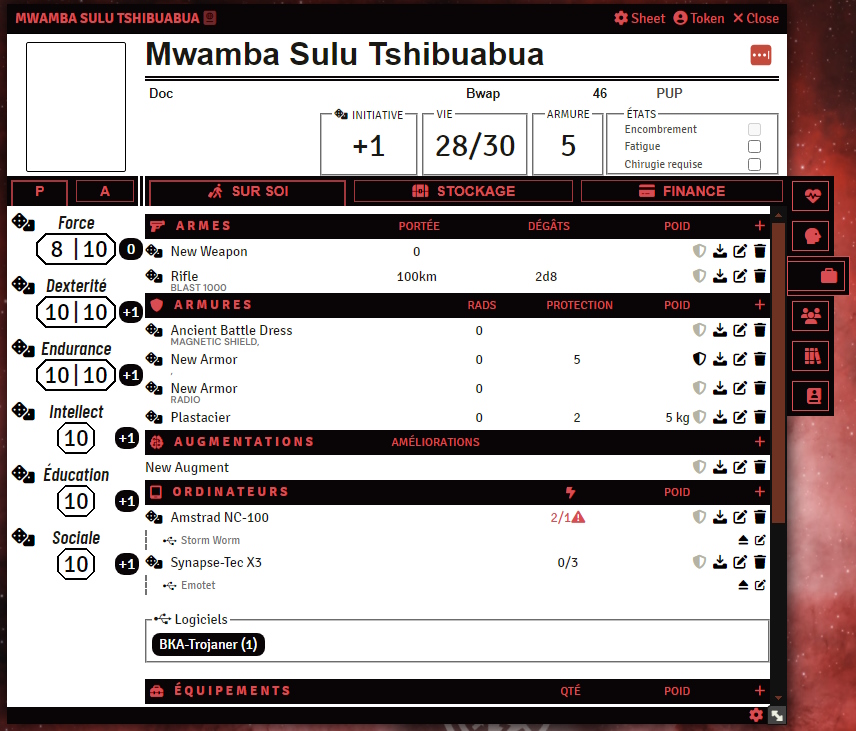 MWAMBA SULU TSHIBUABUA Sheet Token Close
Mwamba Sulu Tshibuabua
Doc Bwap 46 PUP
INITIATIVE VIE ARMURE ÉTATS
+1 28/30 5
Encombrement
Fatigue
Chirugie requise
P A SUR SOI STOCKAGE FINANCE
Force
8 | 10 0
Dexterité
10 | 10 +1
Endurance
10 | 10 +1
Intellect
10 +1
Éducation
10 +1
Sociale
10 +1
ARMES PORTÉE DÉGÂTS POID +
New Weapon 0
Rifle 100km 2d8
BLAST 1000
ARMURES RADS PROTECTION POID +
Ancient Battle Dress 0
MAGNETIC SHIELD,
New Armor 0 5
,
New Armor 0
RADIO
Plastacier 0 2 5 kg
AUGMENTATIONS AMÉLIORATIONS +
New Augment
ORDINATEURS POID +
Amstrad NC-100 2/1
Storm Worm
Synapse-Tec X3 0/3
Emotet
Logiciels
BKA-Trojaner (1)
ÉQUIPEMENTS QTÉ POID +